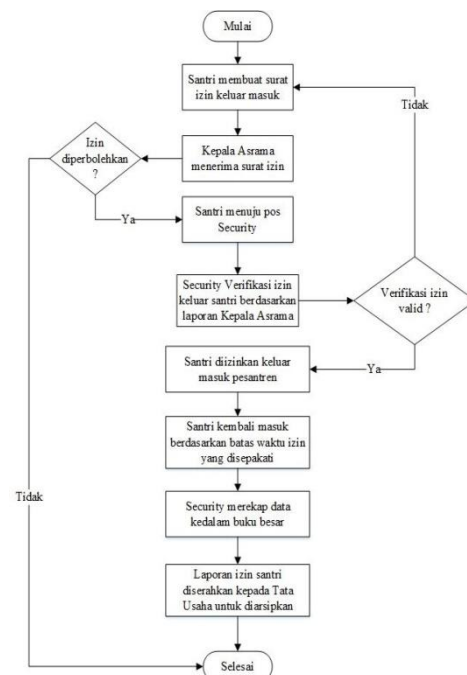 Mulai
Santri membuat surat
izin keluar masuk
Tidak
Izin
diperbolehkan
?
Kepala Asrama
menerima surat izin
Ya
Santri menuju pos
Security
Security Verifikasi izin
keluar santri berdasarkan
laporan Kepala Asrama
Verifikasi izin
valid ?
Santri diizinkan keluar
masuk pesantren
Ya
Santri kembali masuk
berdasarkan batas waktu izin
yang disepakati
Tidak
Security merekap data
kedalam buku besar
Laporan izin santri
diserahkan kepada Tata
Usaha untuk diarsipkan
Selesai